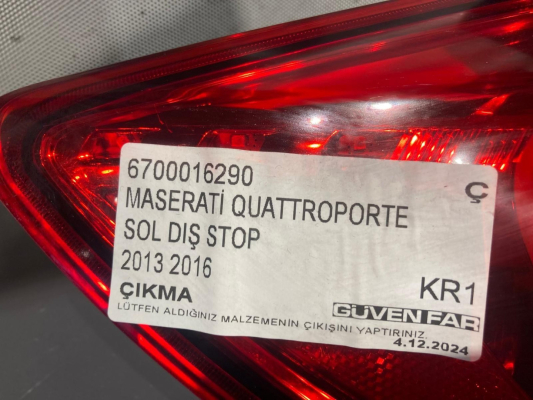 6700016290
Ç
MASERATİ QUATTROPORTE
SOL DIŞ STOP
2013 2016
KR1
ÇIKMA
GÜVEN FAR
LÜTFEN ALDIĞINIZ MALZEMENİN ÇIKIŞINI YAPTIRINIZ.
4.12.2024